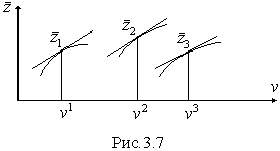 z̄
z̄₁ z̄₂ z̄₃
v
v¹ v² v³
Рис.3.7